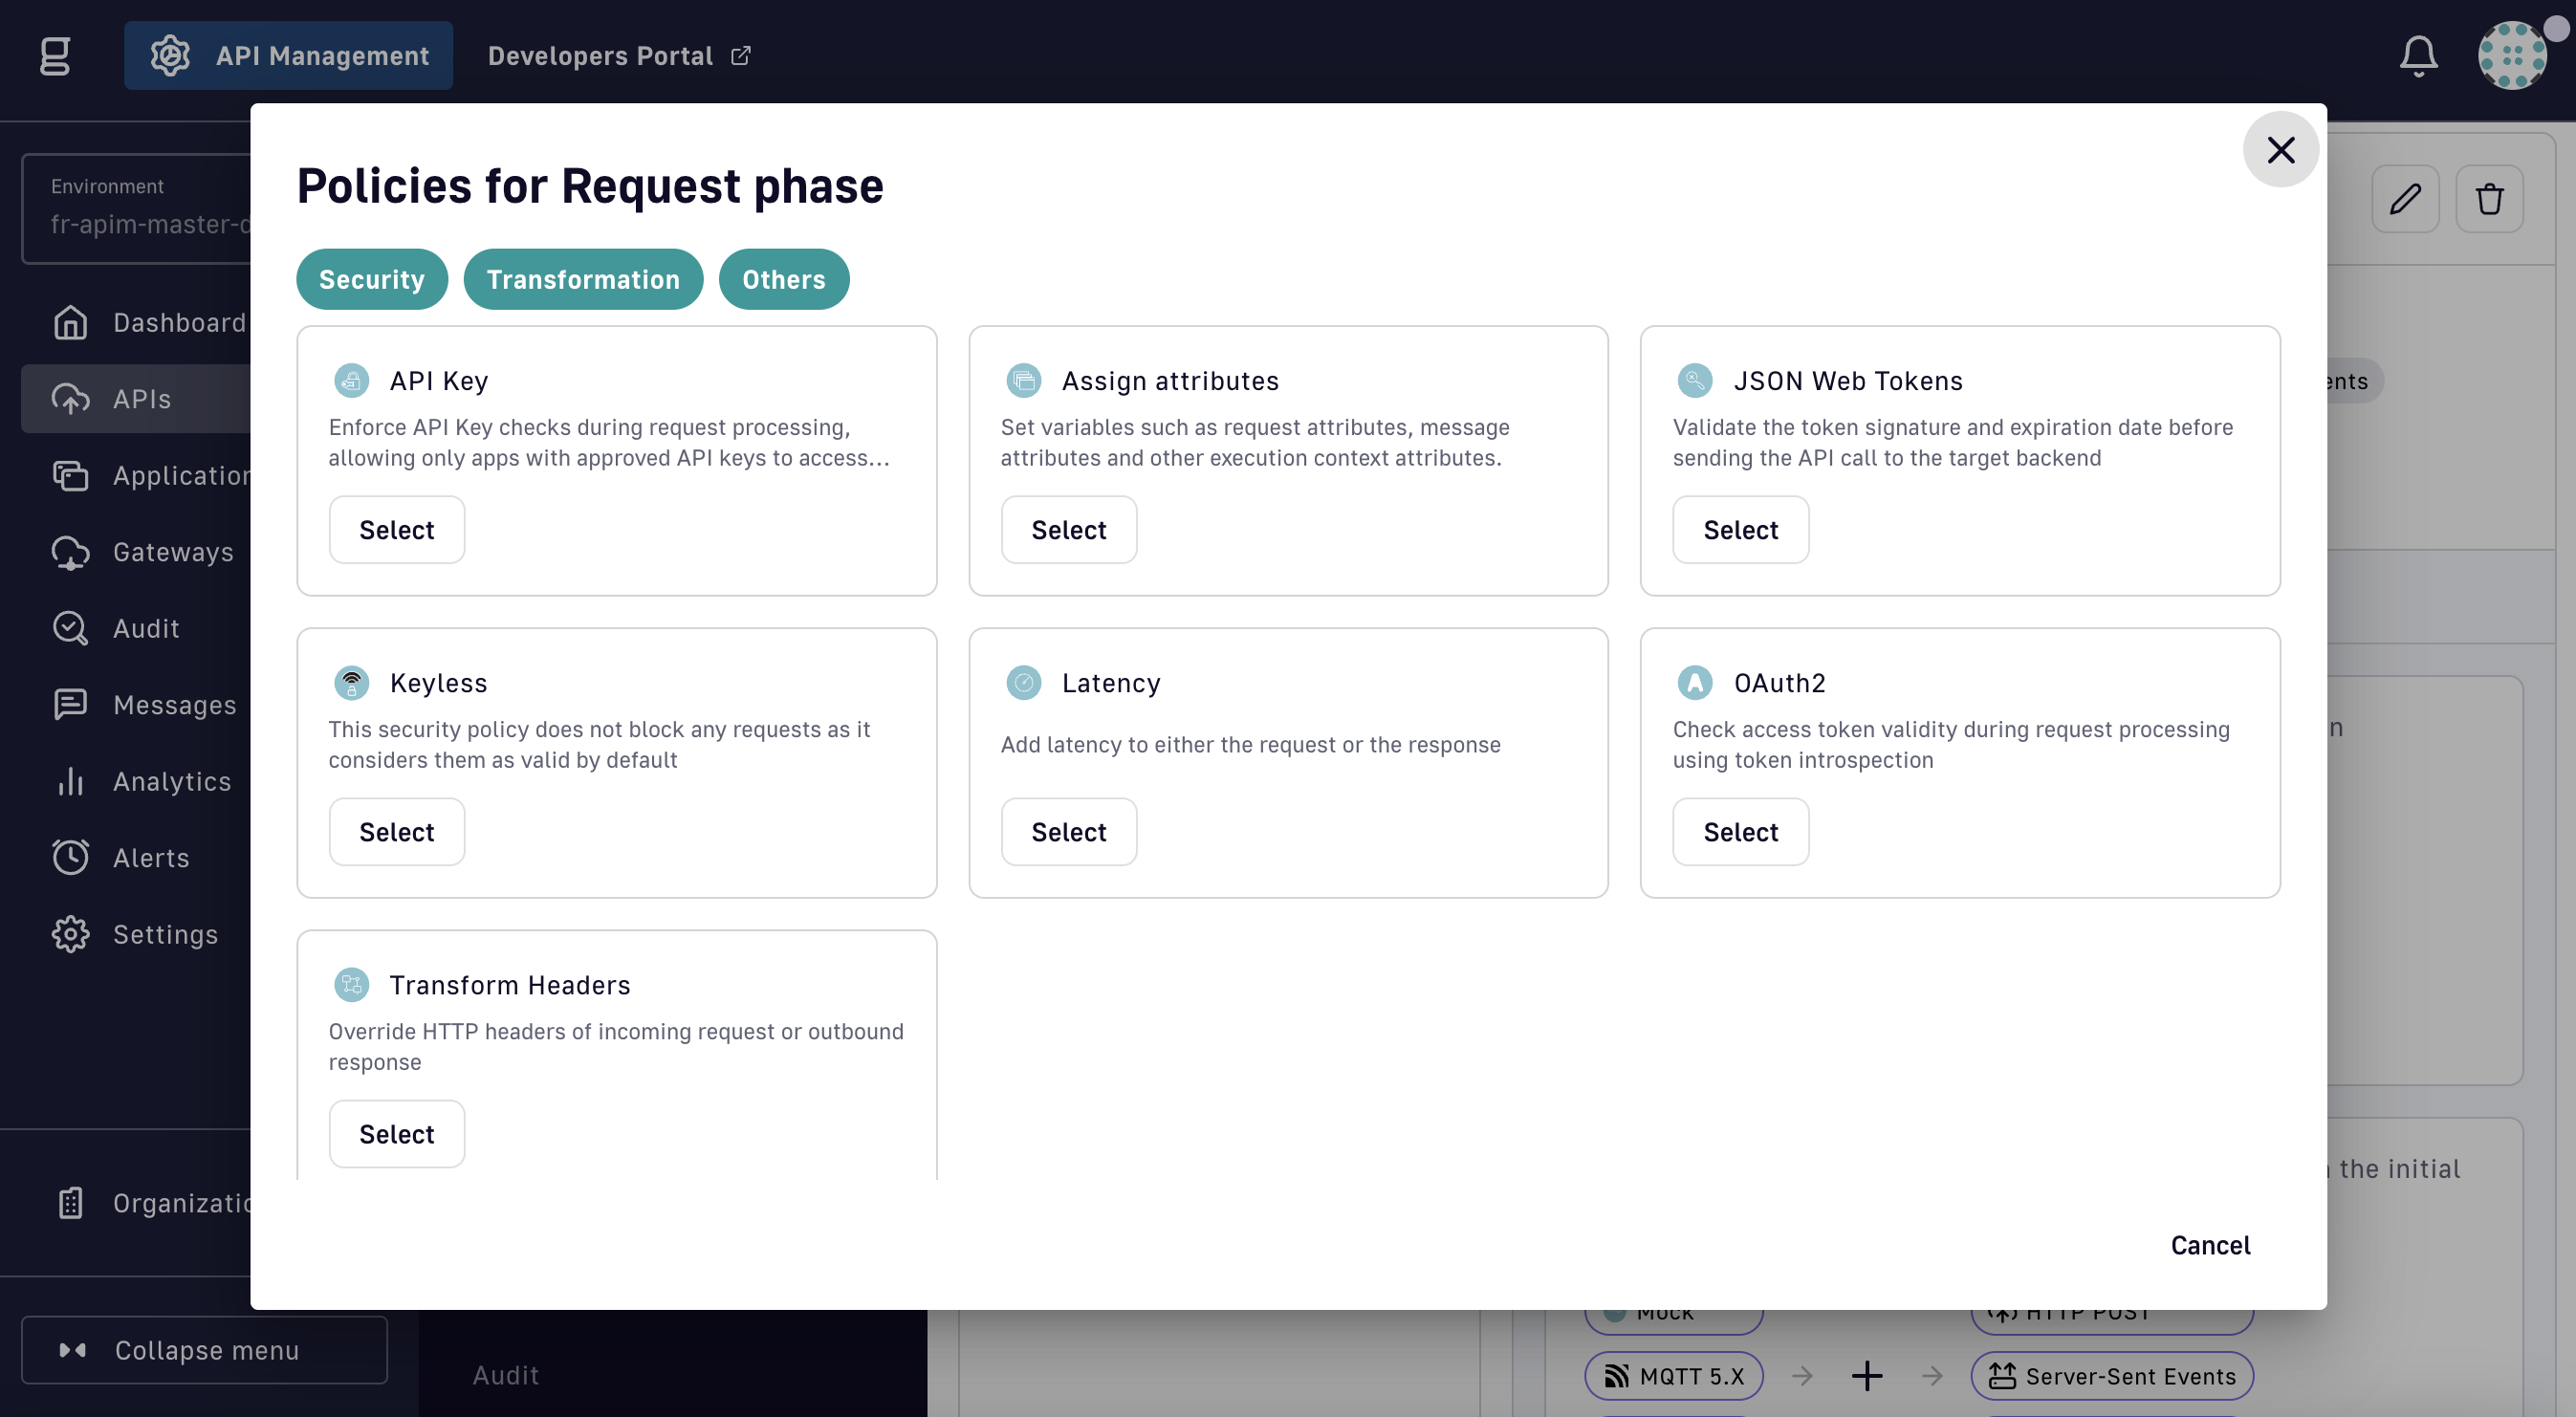 API Management
Developers Portal
Environment
fr-apim-master-d
Dashboard
APIs
Application
Gateways
Audit
Messages
Analytics
Alerts
Settings
Organizatio
Collapse menu
Policies for Request phase
Security
Transformation
Others
API Key
Enforce API Key checks during request processing,
allowing only apps with approved API keys to access...
Select
Assign attributes
Set variables such as request attributes, message
attributes and other execution context attributes.
Select
JSON Web Tokens
Validate the token signature and expiration date before
sending the API call to the target backend
Select
Keyless
This security policy does not block any requests as it
considers them as valid by default
Select
Latency
Add latency to either the request or the response
Select
OAuth2
Check access token validity during request processing
using token introspection
Select
Transform Headers
Override HTTP headers of incoming request or outbound
response
Select
Cancel
ents
n
the initial
Mock
HTTP POST
Audit
MQTT 5.X
Server-Sent Events